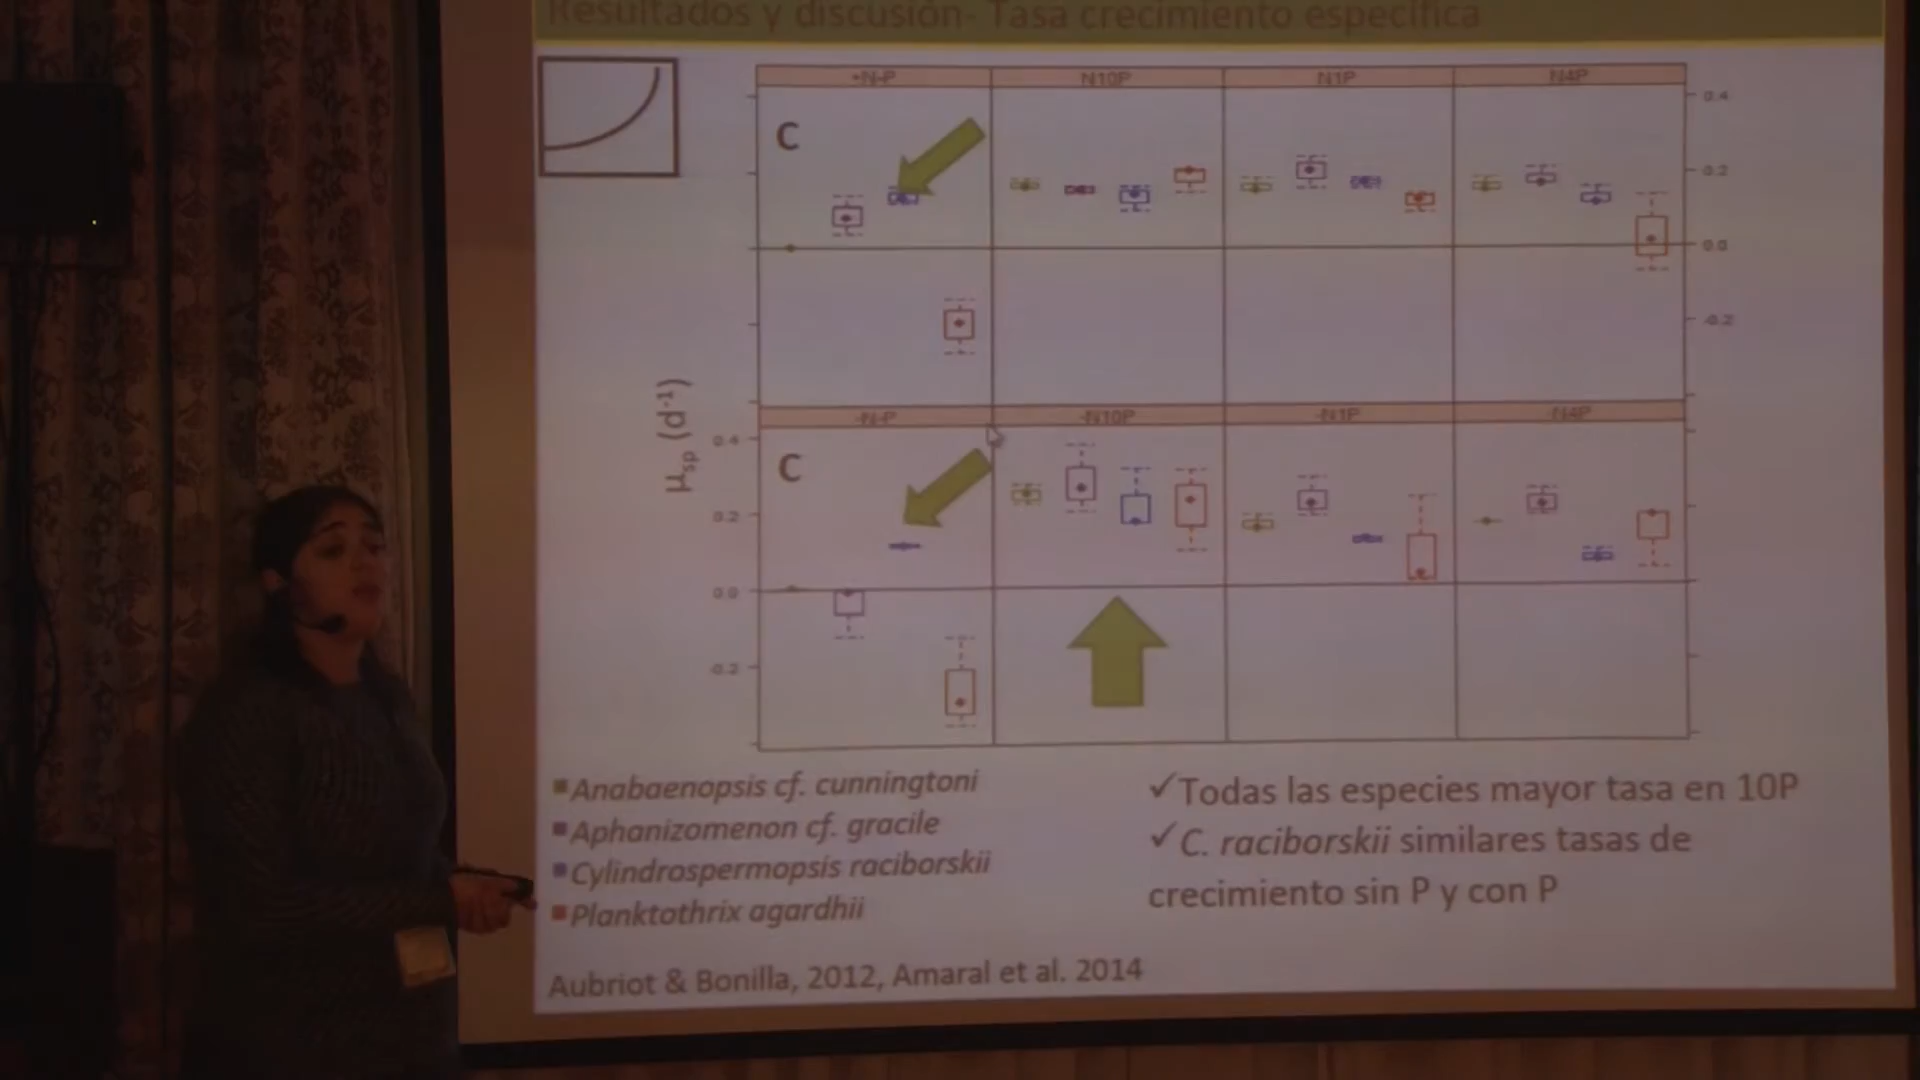 Resultados y discusión- Tasa crecimiento específica
+N-P N10P N1P N4P
C
0.4
0.2
0.0
-0.2
µsp (d-1)
-N-P -N10P -N1P -N4P
C
0.4
0.2
0.0
-0.2
Anabaenopsis cf. cunningtoni
Aphanizomenon cf. gracile
Cylindrospermopsis raciborskii
Planktothrix agardhii
✓Todas las especies mayor tasa en 10P
✓C. raciborskii similares tasas de
crecimiento sin P y con P
Aubriot & Bonilla, 2012, Amaral et al. 2014